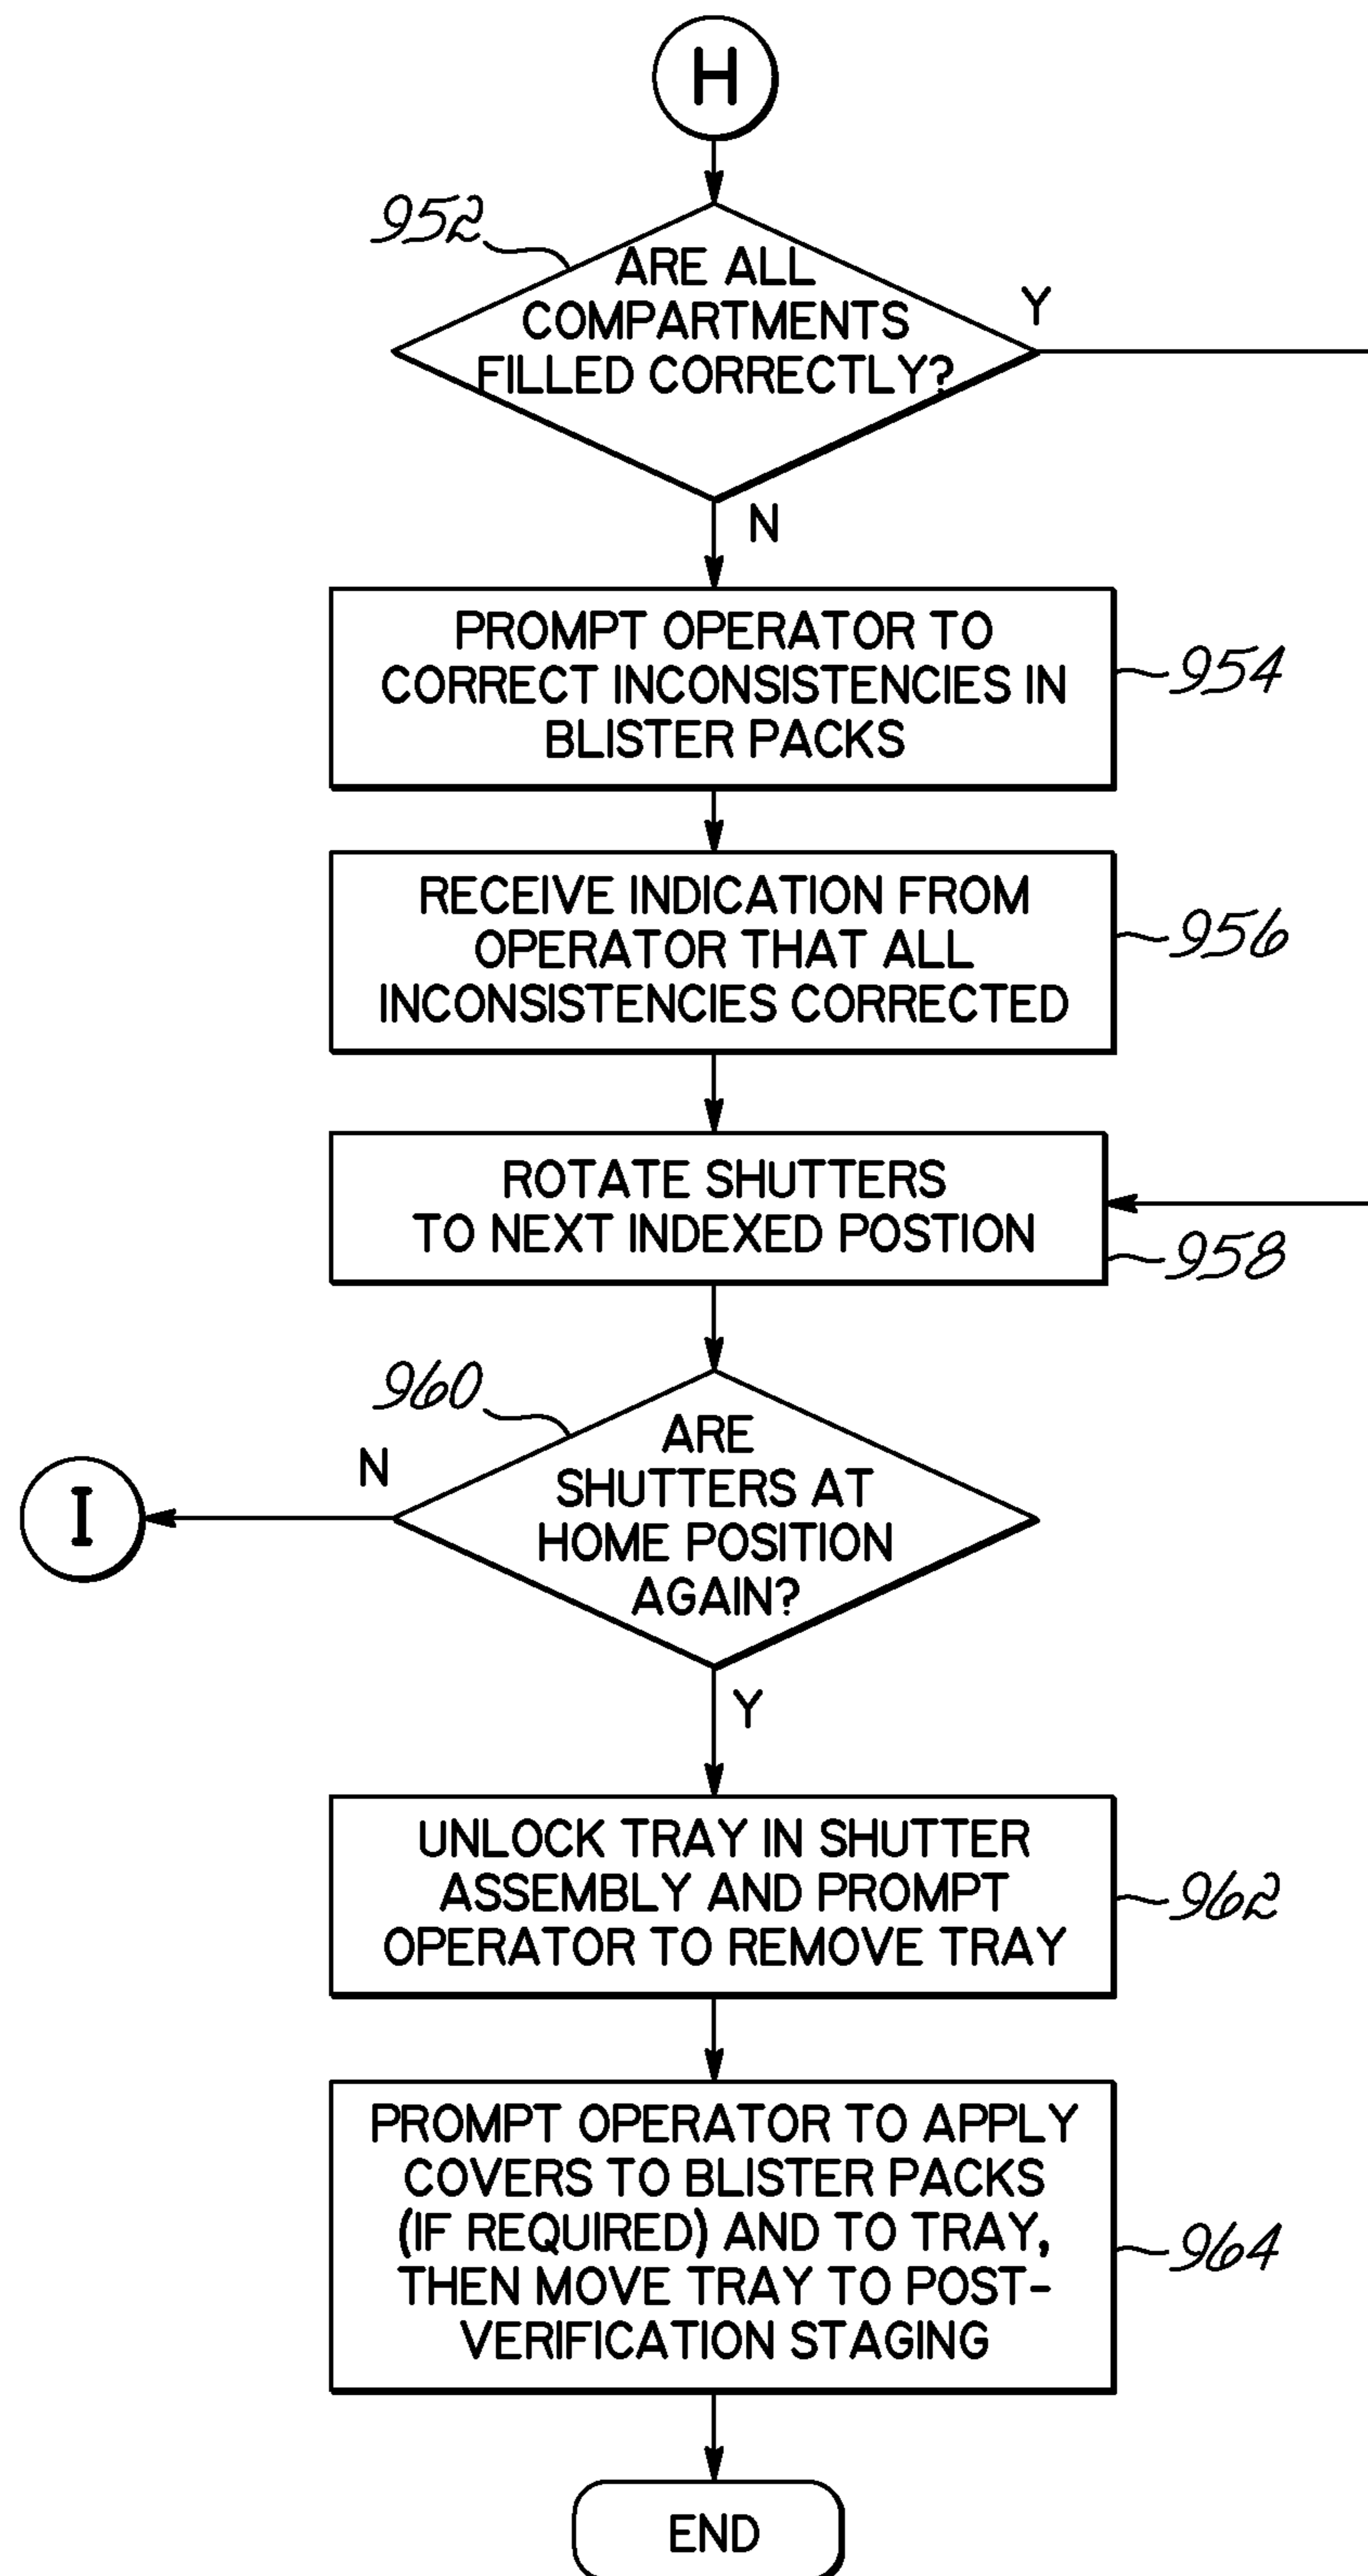 H
952
ARE ALL
COMPARTMENTS
FILLED CORRECTLY?
Y
N
PROMPT OPERATOR TO
CORRECT INCONSISTENCIES IN
BLISTER PACKS
954
RECEIVE INDICATION FROM
OPERATOR THAT ALL
INCONSISTENCIES CORRECTED
956
ROTATE SHUTTERS
TO NEXT INDEXED POSTION
958
960
ARE
SHUTTERS AT
HOME POSITION
AGAIN?
N
I
Y
UNLOCK TRAY IN SHUTTER
ASSEMBLY AND PROMPT
OPERATOR TO REMOVE TRAY
962
PROMPT OPERATOR TO APPLY
COVERS TO BLISTER PACKS
(IF REQUIRED) AND TO TRAY,
THEN MOVE TRAY TO POST-
VERIFICATION STAGING
964
END